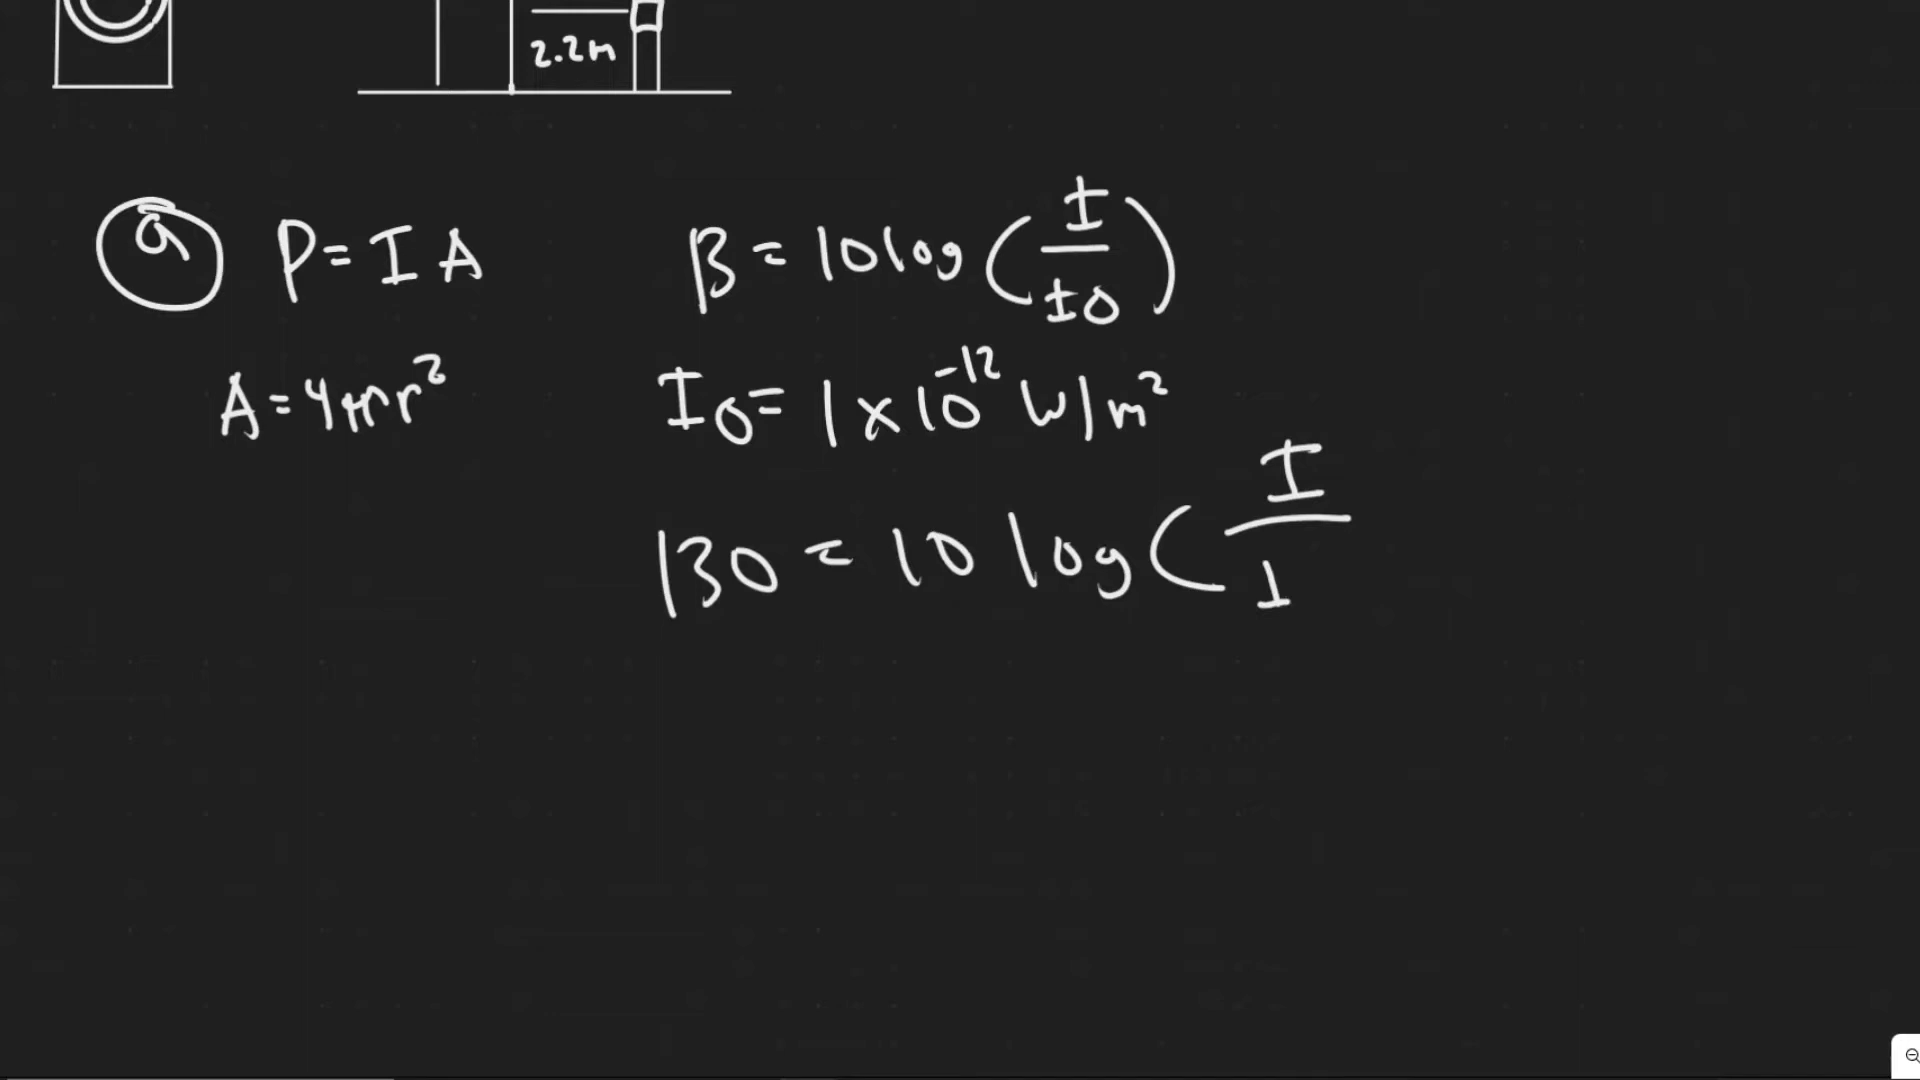 2.2m
a P = I A
β = 10 log (I/I0)
A = 4πr²
I0 = 1 x 10⁻¹² W/m²
130 = 10 log (I/1